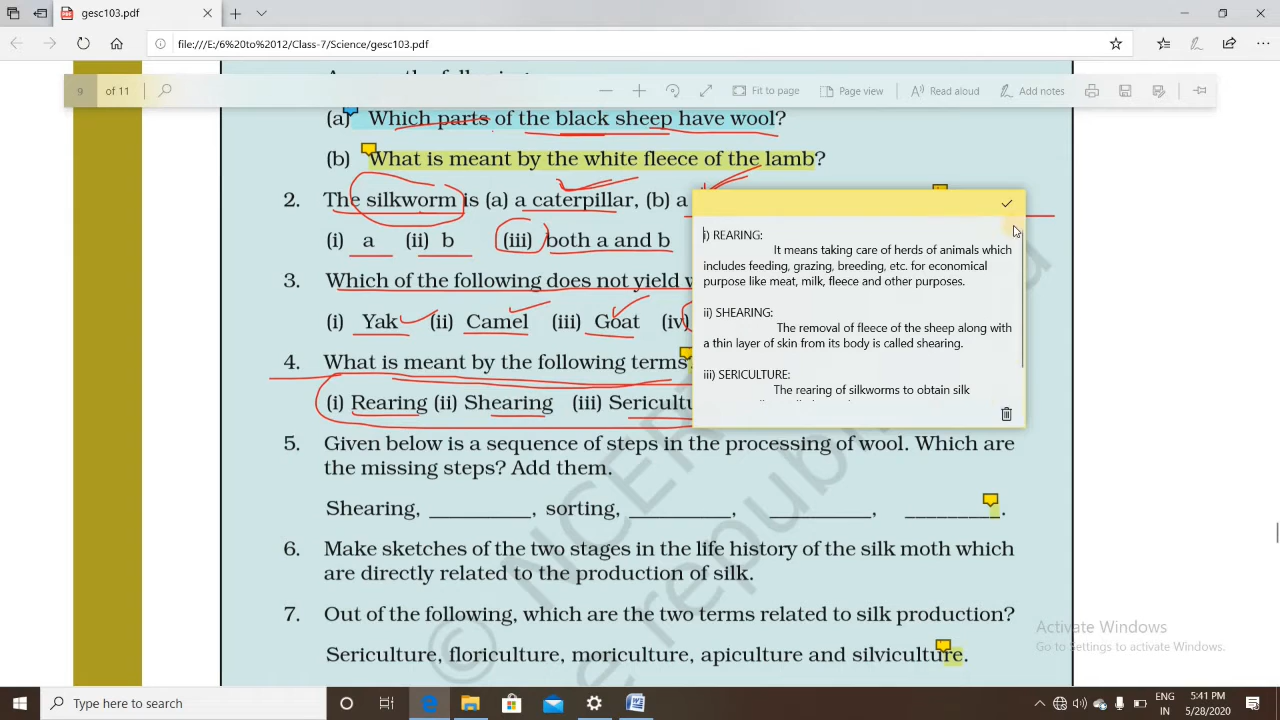 gesc103.pdf
file:///E:/6%20to%2012/Class-7/Science/gesc103.pdf
9 of 11
Fit to page
Page view
Read aloud
Add notes
(a) Which parts of the black sheep have wool?
(b) What is meant by the white fleece of the lamb?
2. The silkworm is (a) a caterpillar, (b) a
(i) a (ii) b (iii) both a and b
3. Which of the following does not yield
(i) Yak (ii) Camel (iii) Goat (iv)
4. What is meant by the following terms
(i) Rearing (ii) Shearing (iii) Sericultu
i) REARING:
It means taking care of herds of animals which
includes feeding, grazing, breeding, etc. for economical
purpose like meat, milk, fleece and other purposes.
ii) SHEARING:
The removal of fleece of the sheep along with
a thin layer of skin from its body is called shearing.
iii) SERICULTURE:
The rearing of silkworms to obtain silk
5. Given below is a sequence of steps in the processing of wool. Which are
the missing steps? Add them.
Shearing, __________, sorting, __________, __________, __________.
6. Make sketches of the two stages in the life history of the silk moth which
are directly related to the production of silk.
7. Out of the following, which are the two terms related to silk production?
Sericulture, floriculture, moriculture, apiculture and silviculture.
© NCERT
be republished
Activate Windows
Go to Settings to activate Windows.
Type here to search
ENG
IN
5:41 PM
5/28/2020